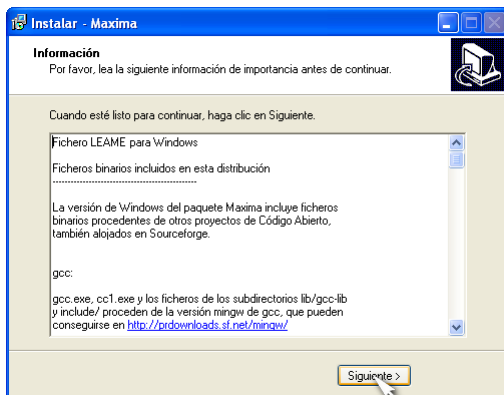 Instalar - Maxima
Información
Por favor, lea la siguiente información de importancia antes de continuar.
Cuando esté listo para continuar, haga clic en Siguiente.
Fichero LEAME para Windows
Ficheros binarios incluidos en esta distribución
------------------------------------------------
La versión de Windows del paquete Maxima incluye ficheros
binarios procedentes de otros proyectos de Código Abierto,
también alojados en Sourceforge.
gcc:
gcc.exe, cc1.exe y los ficheros de los subdirectorios lib/gcc-lib
y include/ proceden de la versión mingw de gcc, que pueden
conseguirse en http://prdownloads.sf.net/mingw/
Siguiente >